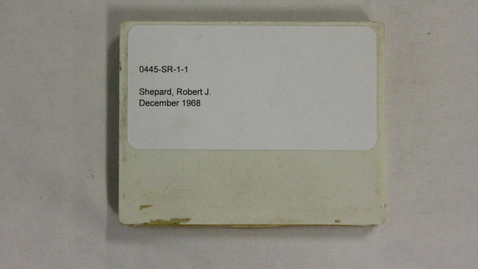 0445-SR-1-1
Shepard, Robert J.
December 1968